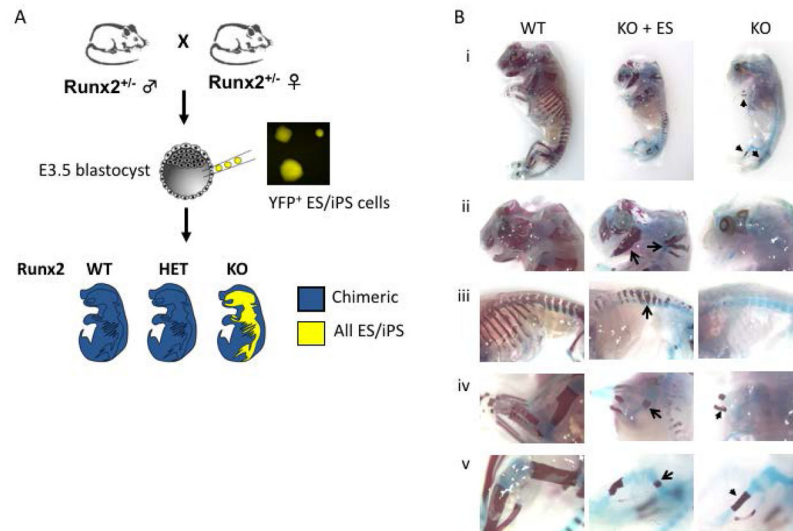 A
X
Runx2+/- ♂
Runx2+/- ♀
E3.5 blastocyst
YFP+ ES/iPS cells
Runx2 WT HET KO
Chimeric
All ES/iPS
B
WT KO + ES KO
i
ii
iii
iv
v